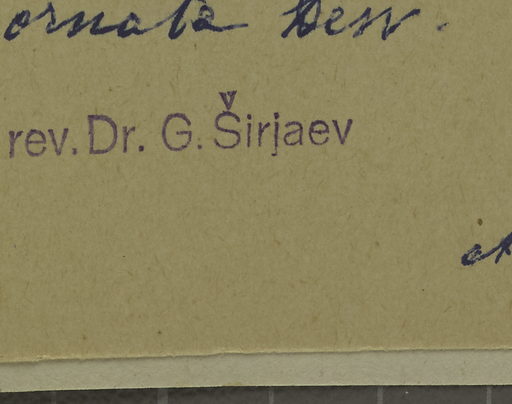 ornata Desv.
rev. Dr. G. Širjaev